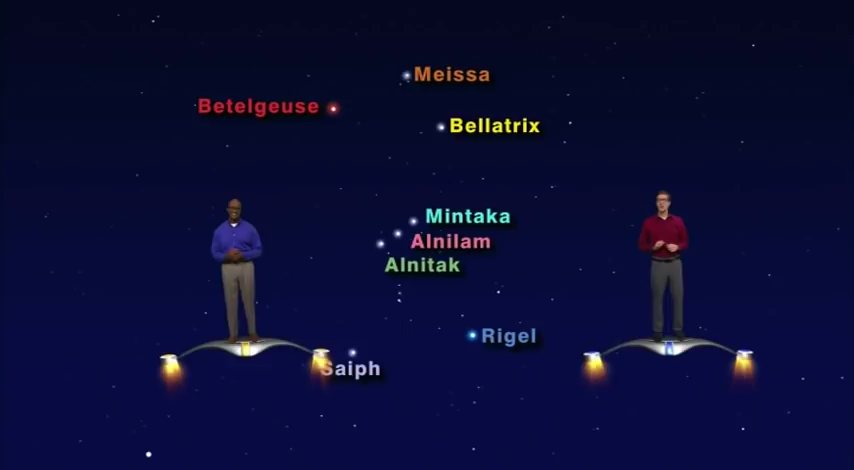 Meissa
Betelgeuse
Bellatrix
Mintaka
Alnilam
Alnitak
Rigel
Saiph